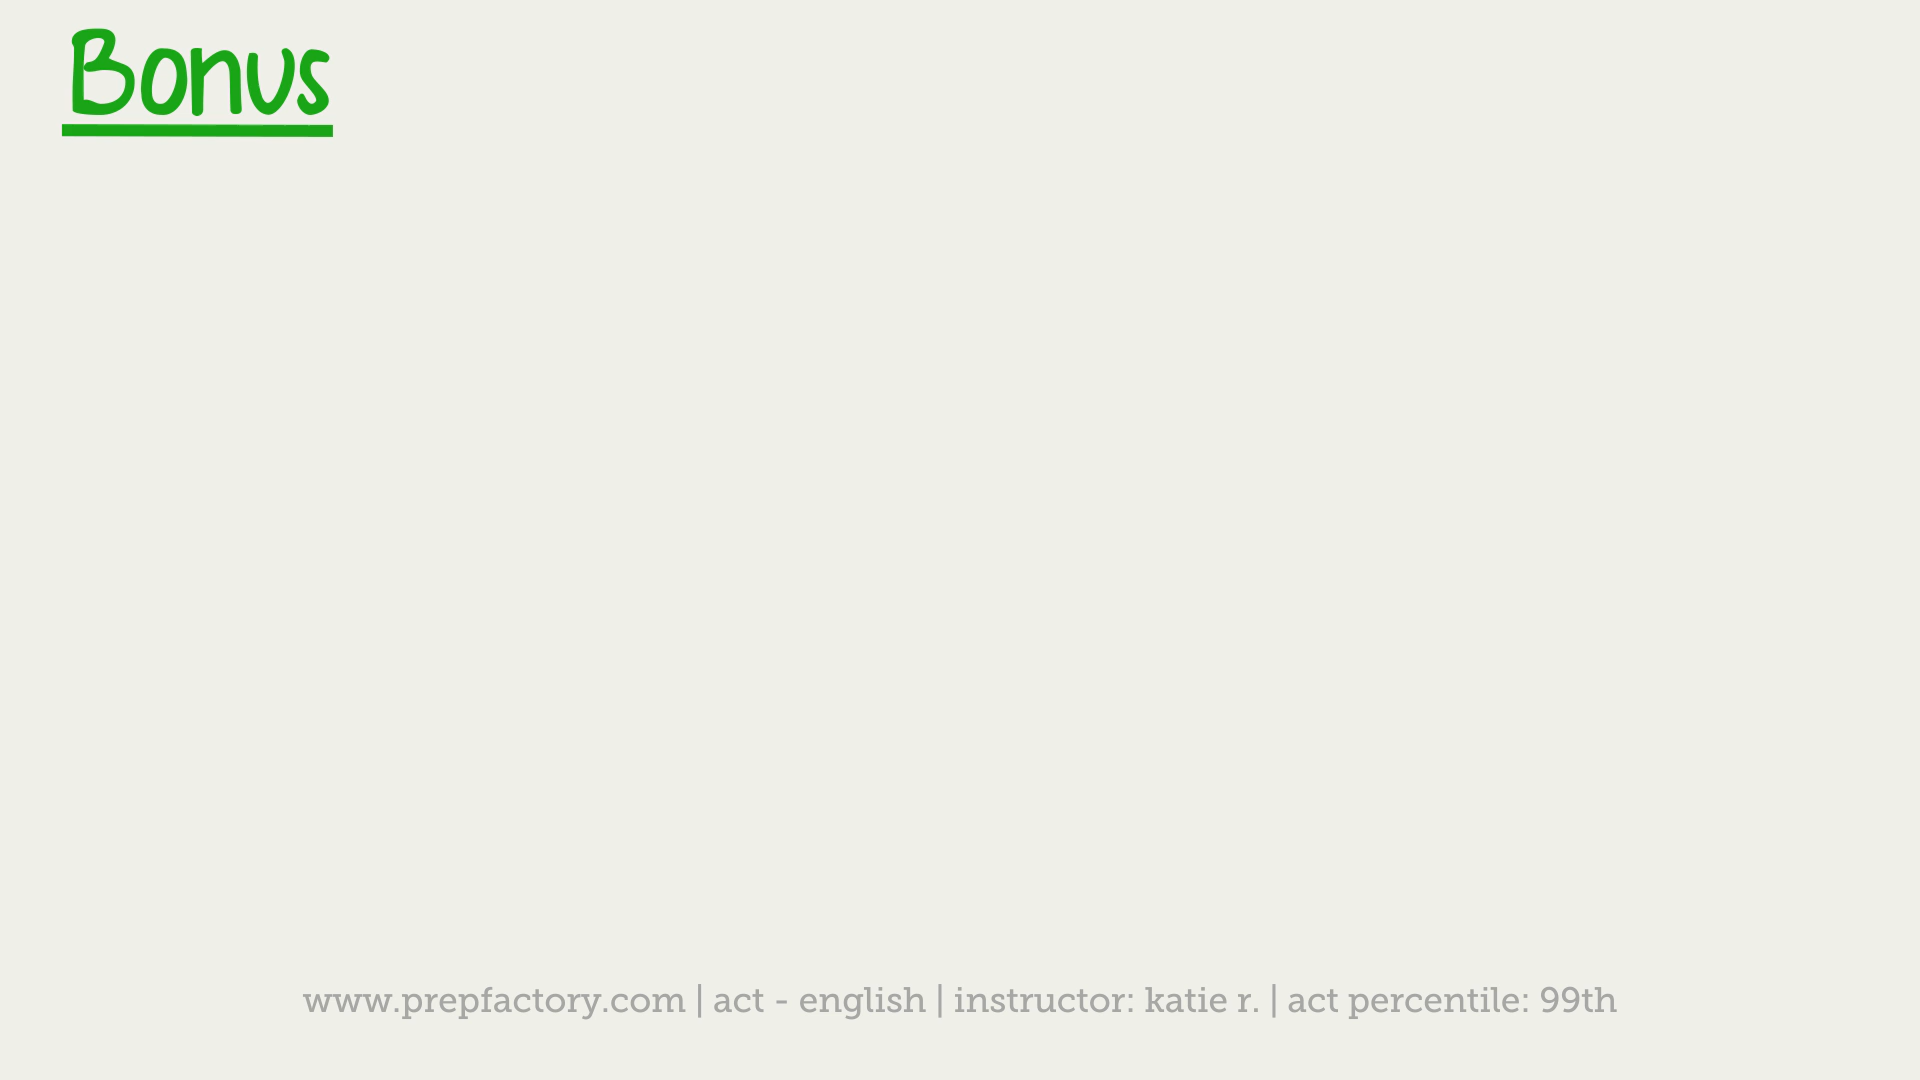 Bonus
www.prepfactory.com | act - english | instructor: katie r. | act percentile: 99th